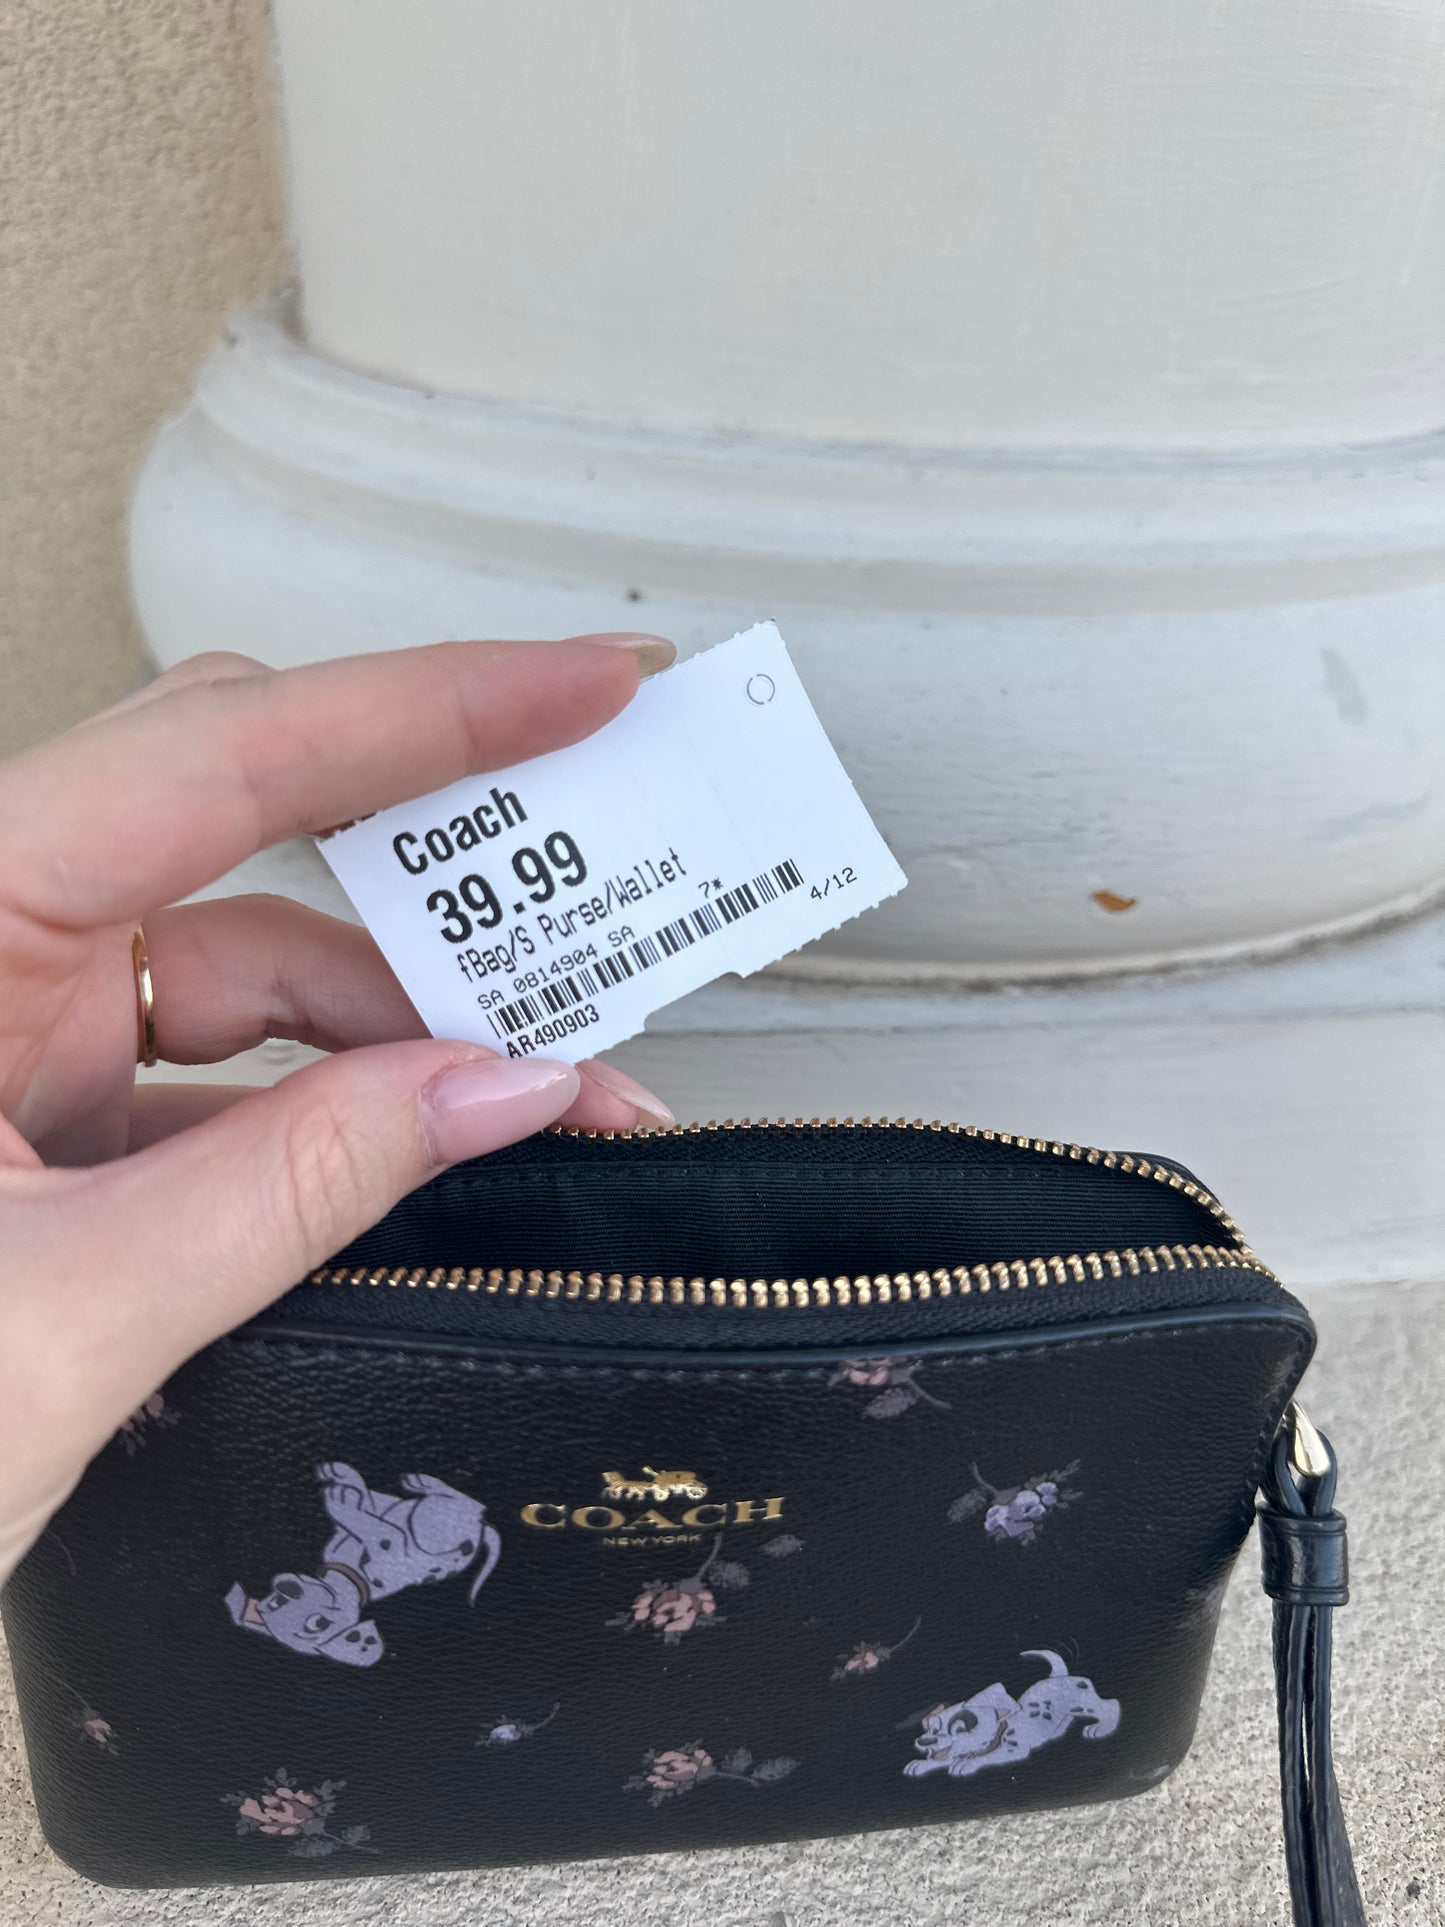 Coach
39.99
fBag/S Purse/Wallet
SA 0814904 SA 7* 4/12
AR490903
COACH
NEW YORK